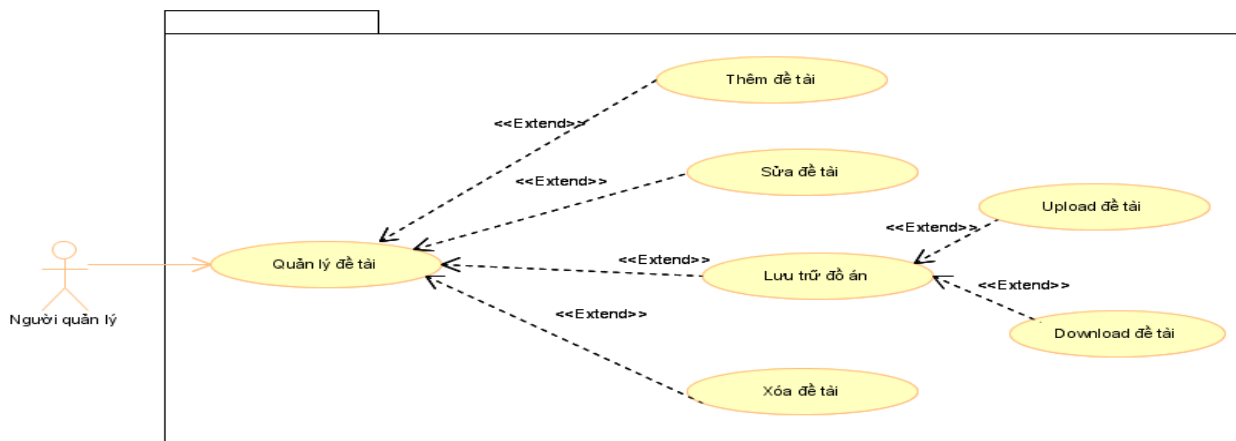 Thêm đề tài
<<Extend>>
Sửa đề tài
<<Extend>>
Upload đề tài
<<Extend>>
Quản lý đề tài
<<Extend>>
Lưu trữ đồ án
<<Extend>>
Người quản lý
<<Extend>>
Download đề tài
Xóa đề tài